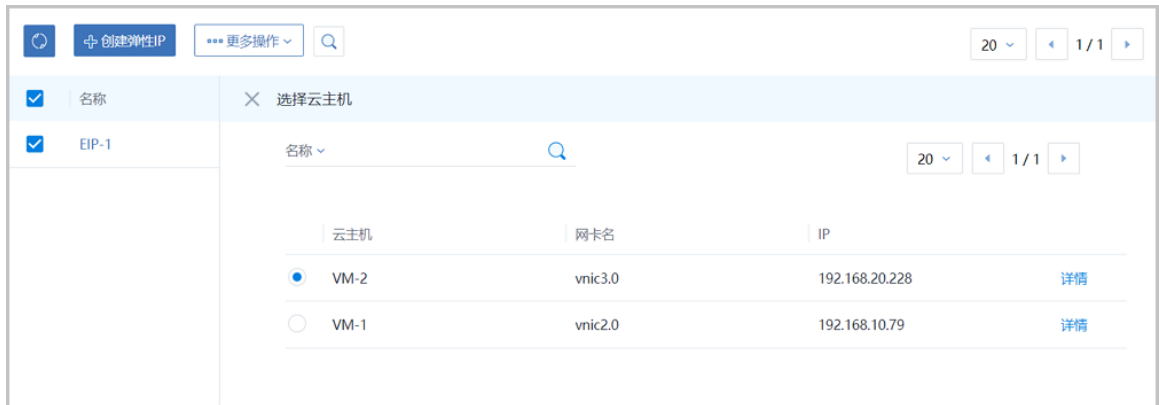 创建弹性IP 更多操作 20 1 / 1
名称 选择云主机
EIP-1 名称 20 1 / 1
云主机 网卡名 IP
VM-2 vnic3.0 192.168.20.228 详情
VM-1 vnic2.0 192.168.10.79 详情